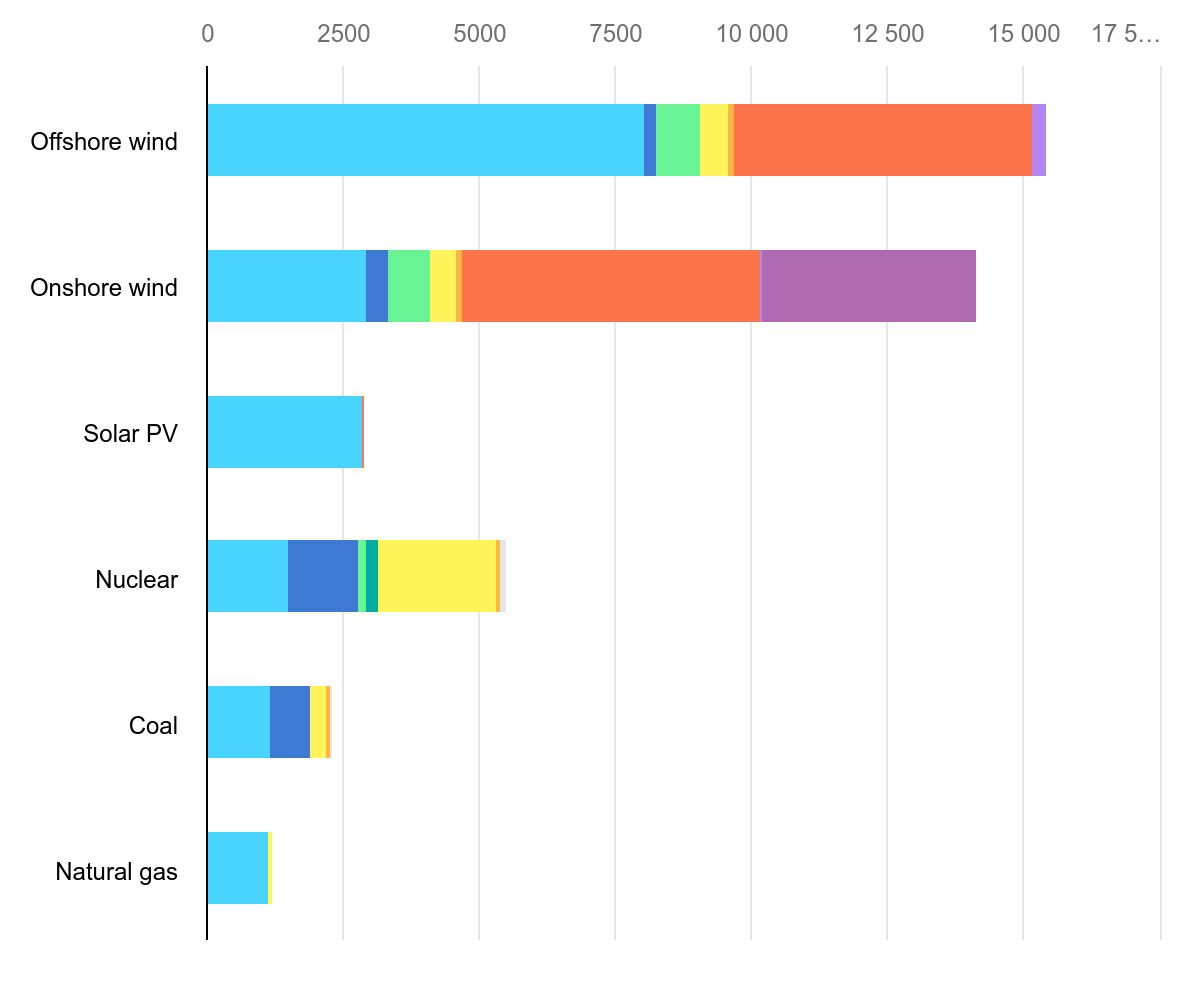 0 2500 5000 7500 10 000 12 500 15 000 17 5...
Offshore wind
Onshore wind
Solar PV
Nuclear
Coal
Natural gas